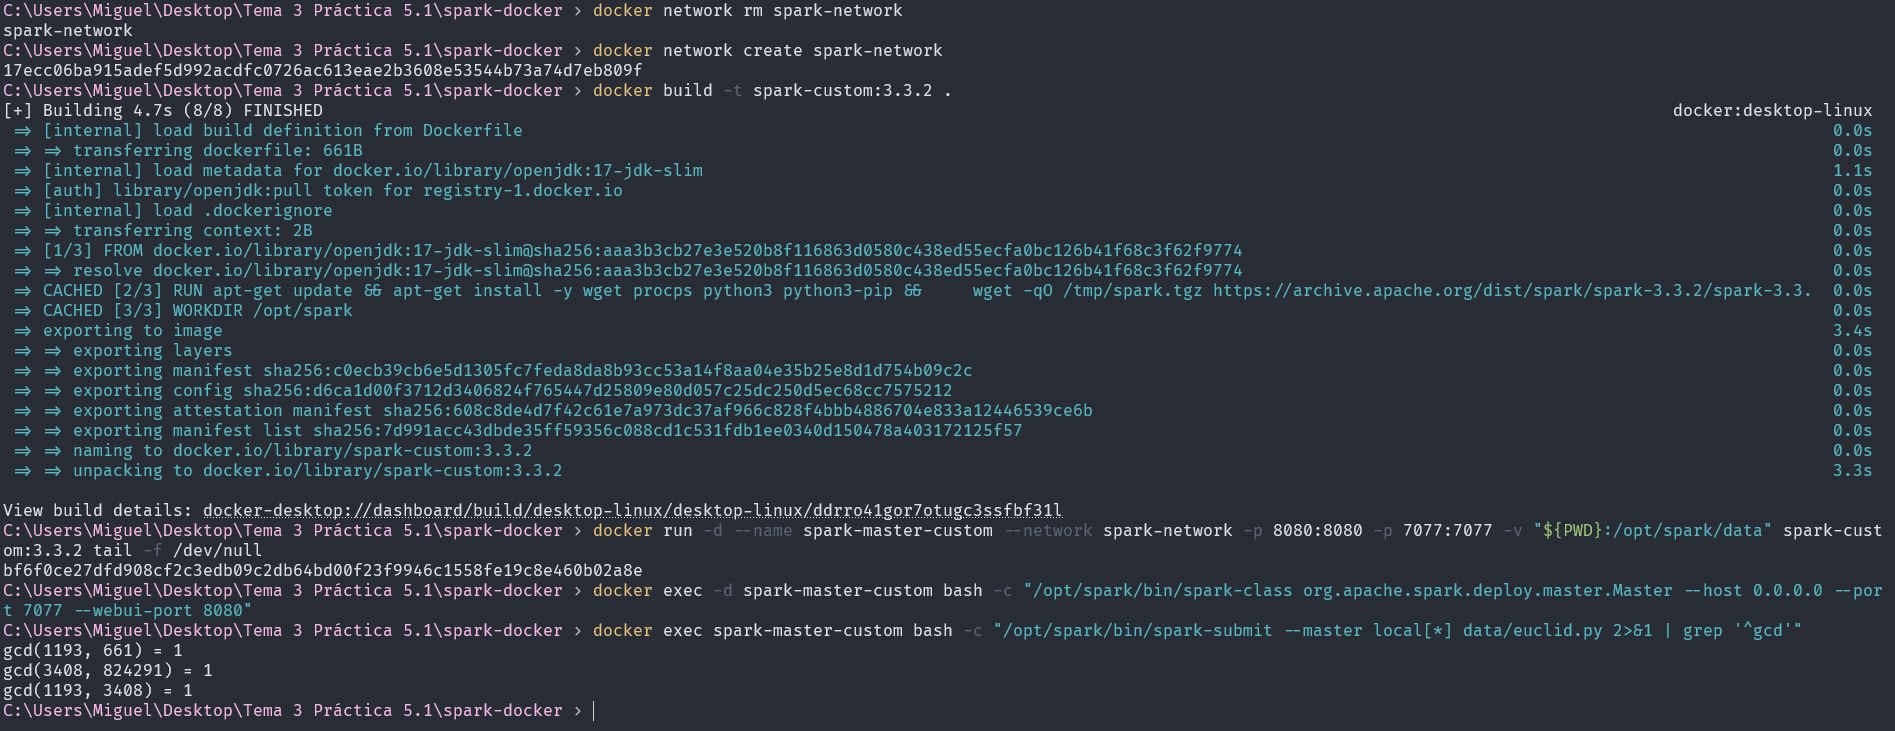 C:\Users\Miguel\Desktop\Tema 3 Práctica 5.1\spark-docker > docker network rm spark-network
spark-network
C:\Users\Miguel\Desktop\Tema 3 Práctica 5.1\spark-docker > docker network create spark-network
17ecc06ba915adef5d992acdfc0726ac613eae2b3608e53544b73a74d7eb809f
C:\Users\Miguel\Desktop\Tema 3 Práctica 5.1\spark-docker > docker build -t spark-custom:3.3.2 .
[+] Building 4.7s (8/8) FINISHED docker:desktop-linux
=> [internal] load build definition from Dockerfile 0.0s
=> => transferring dockerfile: 661B 0.0s
=> [internal] load metadata for docker.io/library/openjdk:17-jdk-slim 1.1s
=> [auth] library/openjdk:pull token for registry-1.docker.io 0.0s
=> [internal] load .dockerignore 0.0s
=> => transferring context: 2B 0.0s
=> [1/3] FROM docker.io/library/openjdk:17-jdk-slim@sha256:aaa3b3cb27e3e520b8f116863d0580c438ed55ecfa0bc126b41f68c3f62f9774 0.0s
=> => resolve docker.io/library/openjdk:17-jdk-slim@sha256:aaa3b3cb27e3e520b8f116863d0580c438ed55ecfa0bc126b41f68c3f62f9774 0.0s
=> CACHED [2/3] RUN apt-get update && apt-get install -y wget procps python3 python3-pip &&     wget -qO /tmp/spark.tgz https://archive.apache.org/dist/spark/spark-3.3.2/spark-3.3. 0.0s
=> CACHED [3/3] WORKDIR /opt/spark 0.0s
=> exporting to image 3.4s
=> => exporting layers 0.0s
=> => exporting manifest sha256:c0ecb39cb6e5d1305fc7feda8da8b93cc53a14f8aa04e35b25e8d1d754b09c2c 0.0s
=> => exporting config sha256:d6ca1d00f3712d3406824f765447d25809e80d057c25dc250d5ec68cc7575212 0.0s
=> => exporting attestation manifest sha256:608c8de4d7f42c61e7a973dc37af966c828f4bbb4886704e833a12446539ce6b 0.0s
=> => exporting manifest list sha256:7d991acc43dbde35ff59356c088cd1c531fdb1ee0340d150478a403172125f57 0.0s
=> => naming to docker.io/library/spark-custom:3.3.2 0.0s
=> => unpacking to docker.io/library/spark-custom:3.3.2 3.3s
View build details: docker-desktop://dashboard/build/desktop-linux/desktop-linux/ddrro41gor7otugc3ssfbf31l
C:\Users\Miguel\Desktop\Tema 3 Práctica 5.1\spark-docker > docker run -d --name spark-master-custom --network spark-network -p 8080:8080 -p 7077:7077 -v "${PWD}:/opt/spark/data" spark-cust
om:3.3.2 tail -f /dev/null
bf6f0ce27dfd908cf2c3edb09c2db64bd00f23f9946c1558fe19c8e460b02a8e
C:\Users\Miguel\Desktop\Tema 3 Práctica 5.1\spark-docker > docker exec -d spark-master-custom bash -c "/opt/spark/bin/spark-class org.apache.spark.deploy.master.Master --host 0.0.0.0 --por
t 7077 --webui-port 8080"
C:\Users\Miguel\Desktop\Tema 3 Práctica 5.1\spark-docker > docker exec spark-master-custom bash -c "/opt/spark/bin/spark-submit --master local[*] data/euclid.py 2>&1 | grep '^gcd'"
gcd(1193, 661) = 1
gcd(3408, 824291) = 1
gcd(1193, 3408) = 1
C:\Users\Miguel\Desktop\Tema 3 Práctica 5.1\spark-docker >